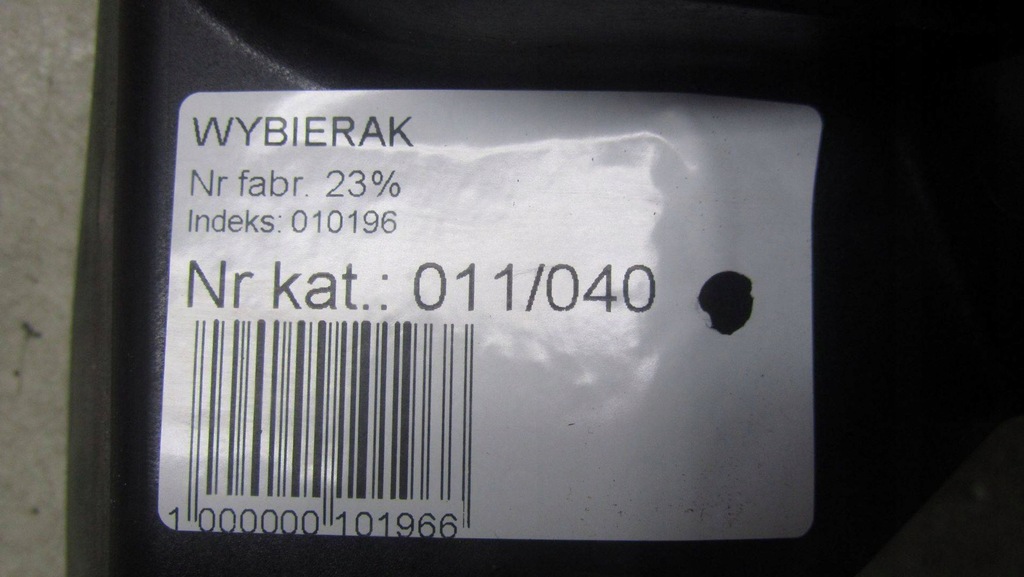 WYBIERAK
Nr fabr. 23%
Indeks: 010196
Nr kat.: 011/040
1 000000 101966